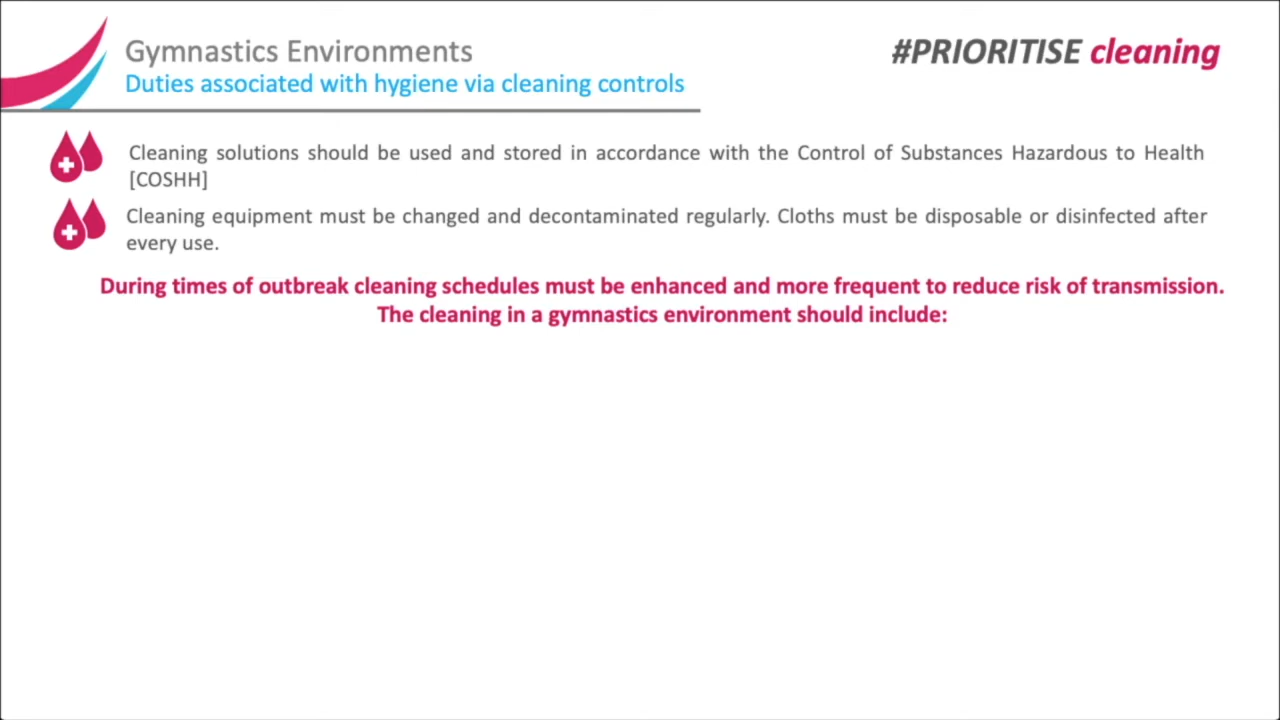 Gymnastics Environments
#PRIORITISE cleaning
Duties associated with hygiene via cleaning controls
Cleaning solutions should be used and stored in accordance with the Control of Substances Hazardous to Health
[COSHH]
Cleaning equipment must be changed and decontaminated regularly. Cloths must be disposable or disinfected after
every use.
During times of outbreak cleaning schedules must be enhanced and more frequent to reduce risk of transmission.
The cleaning in a gymnastics environment should include: